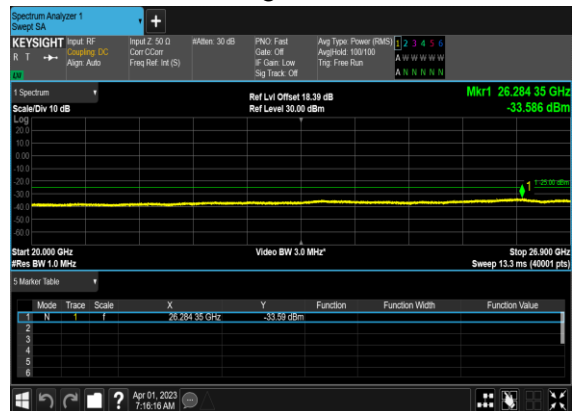 Spectrum Analyzer 1
Swept SA
+
KEYSIGHT Input: RF Input Z: 50 Ω #Atten: 30 dB PNO: Fast Avg Type: Power (RMS) 1 2 3 4 5 6
R T Coupling: DC Corr CCorr Gate: Off Avg|Hold: 100/100 A W W W W W
Align: Auto Freq Ref: Int (S) IF Gain: Low Trig: Free Run
Sig Track: Off A N N N N N
1 Spectrum Ref Lvl Offset 18.39 dB Mkr1 26.284 35 GHz
Scale/Div 10 dB Ref Level 30.00 dBm -33.586 dBm
Log
20.0
10.0
0.00
-10.0
-20.0
1 -25.00 dBm
-30.0
-40.0
-50.0
-60.0
Start 20.000 GHz Video BW 3.0 MHz* Stop 26.900 GHz
#Res BW 1.0 MHz Sweep 13.3 ms (40001 pts)
5 Marker Table
Mode Trace Scale X Y Function Function Width Function Value
1 N 1 f 26.284 35 GHz -33.59 dBm
2
3
4
5
6
? Apr 01, 2023
7:16:16 AM